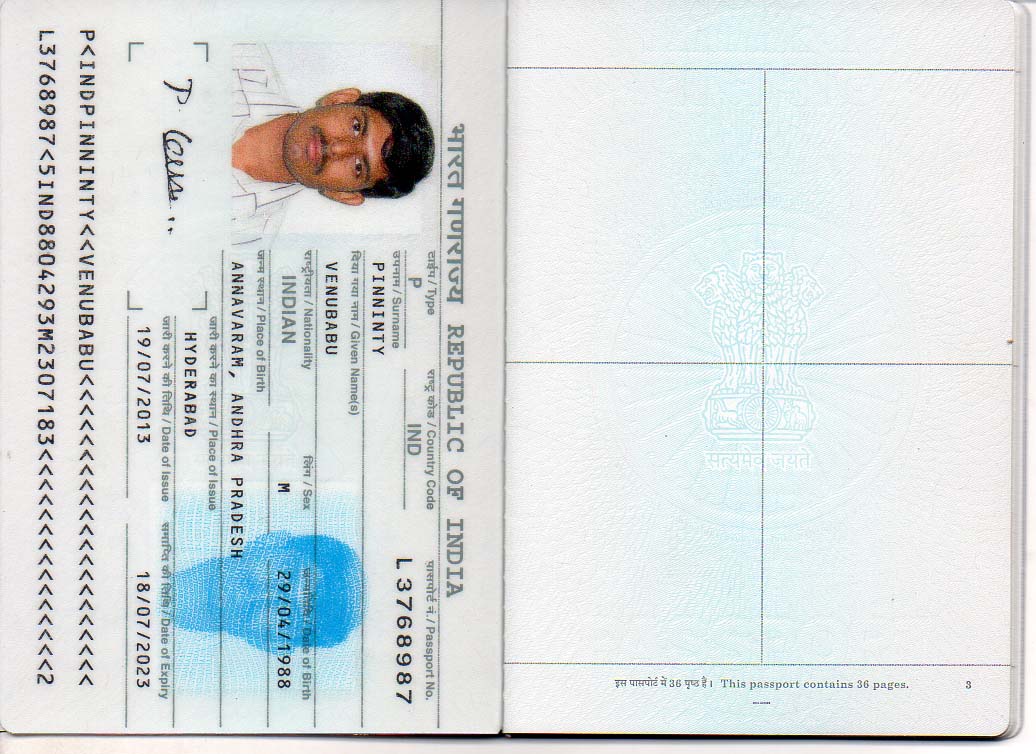 भारत गणराज्य REPUBLIC OF INDIA
टाईप / Type राष्ट्र कोड / Country Code पासपोर्ट नं. / Passport No.
P IND L3768987
उपनाम / Surname
PINNINTY
दिया गया नाम / Given Name(s)
VENUBABU
राष्ट्रीयता / Nationality लिंग / Sex जन्मतिथि / Date of Birth
INDIAN M 29/04/1988
जन्म स्थान / Place of Birth
ANNAVARAM, ANDHRA PRADESH
जारी करने का स्थान / Place of Issue
HYDERABAD
जारी करने की तिथि / Date of Issue समाप्ति की तिथि / Date of Expiry
19/07/2013 18/07/2023
P<INDPINNINTY<<VENUBABU<<<<<<<<<<<<<<<<<<<<<
L3768987<5IND8804293M2307183<<<<<<<<<<<<<<<2
सत्यमेव जयते
इस पासपोर्ट में 36 पृष्ठ हैं। This passport contains 36 pages. 3